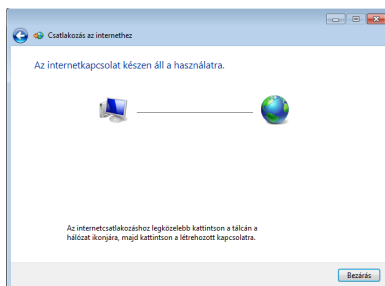 Csatlakozás az internethez
Az internetkapcsolat készen áll a használatra.
Az internetcsatlakozáshoz legközelebb kattintson a tálcán a
hálózat ikonjára, majd kattintson a létrehozott kapcsolatra.
Bezárás